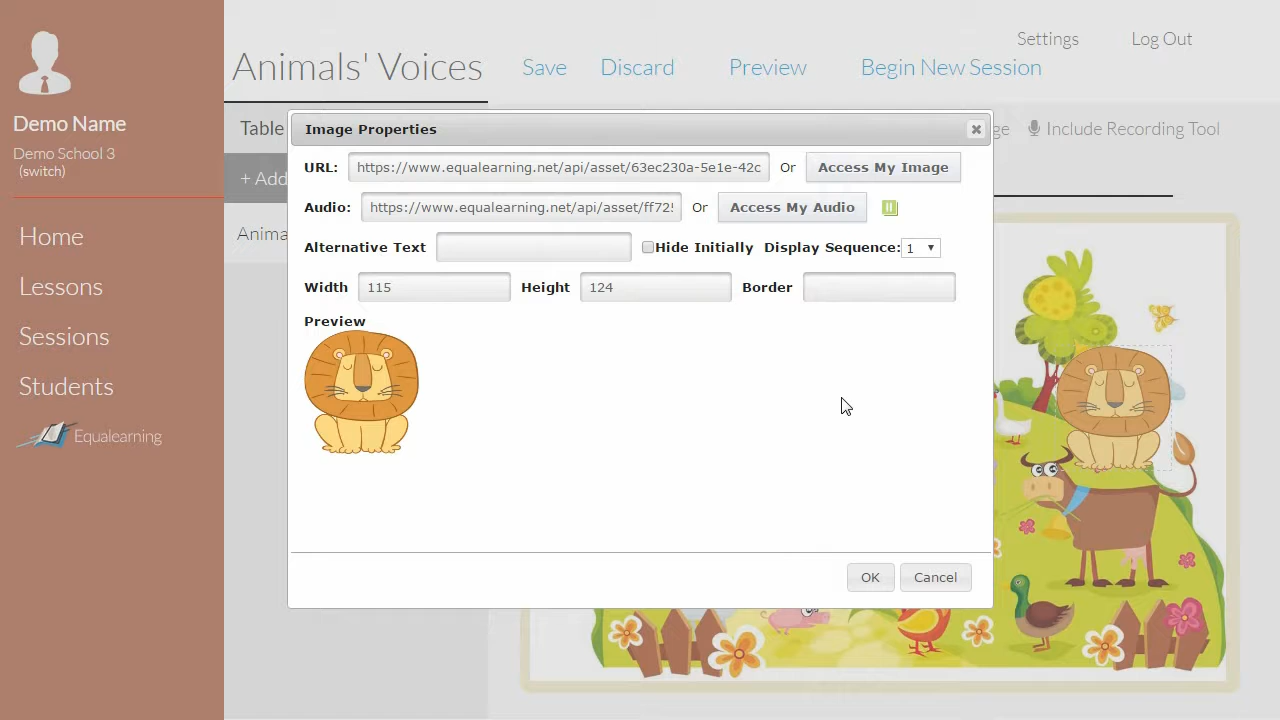 Settings Log Out
Animals' Voices Save Discard Preview Begin New Session
Demo Name
Demo School 3
(switch)
Home
Lessons
Sessions
Students
Equalearning
Table
Include Recording Tool
+ Add
Anima
Image Properties
URL: https://www.equalearning.net/api/asset/63ec230a-5e1e-42c Or Access My Image
Audio: https://www.equalearning.net/api/asset/ff72 Or Access My Audio
Alternative Text Hide Initially Display Sequence: 1
Width 115 Height 124 Border
Preview
OK Cancel